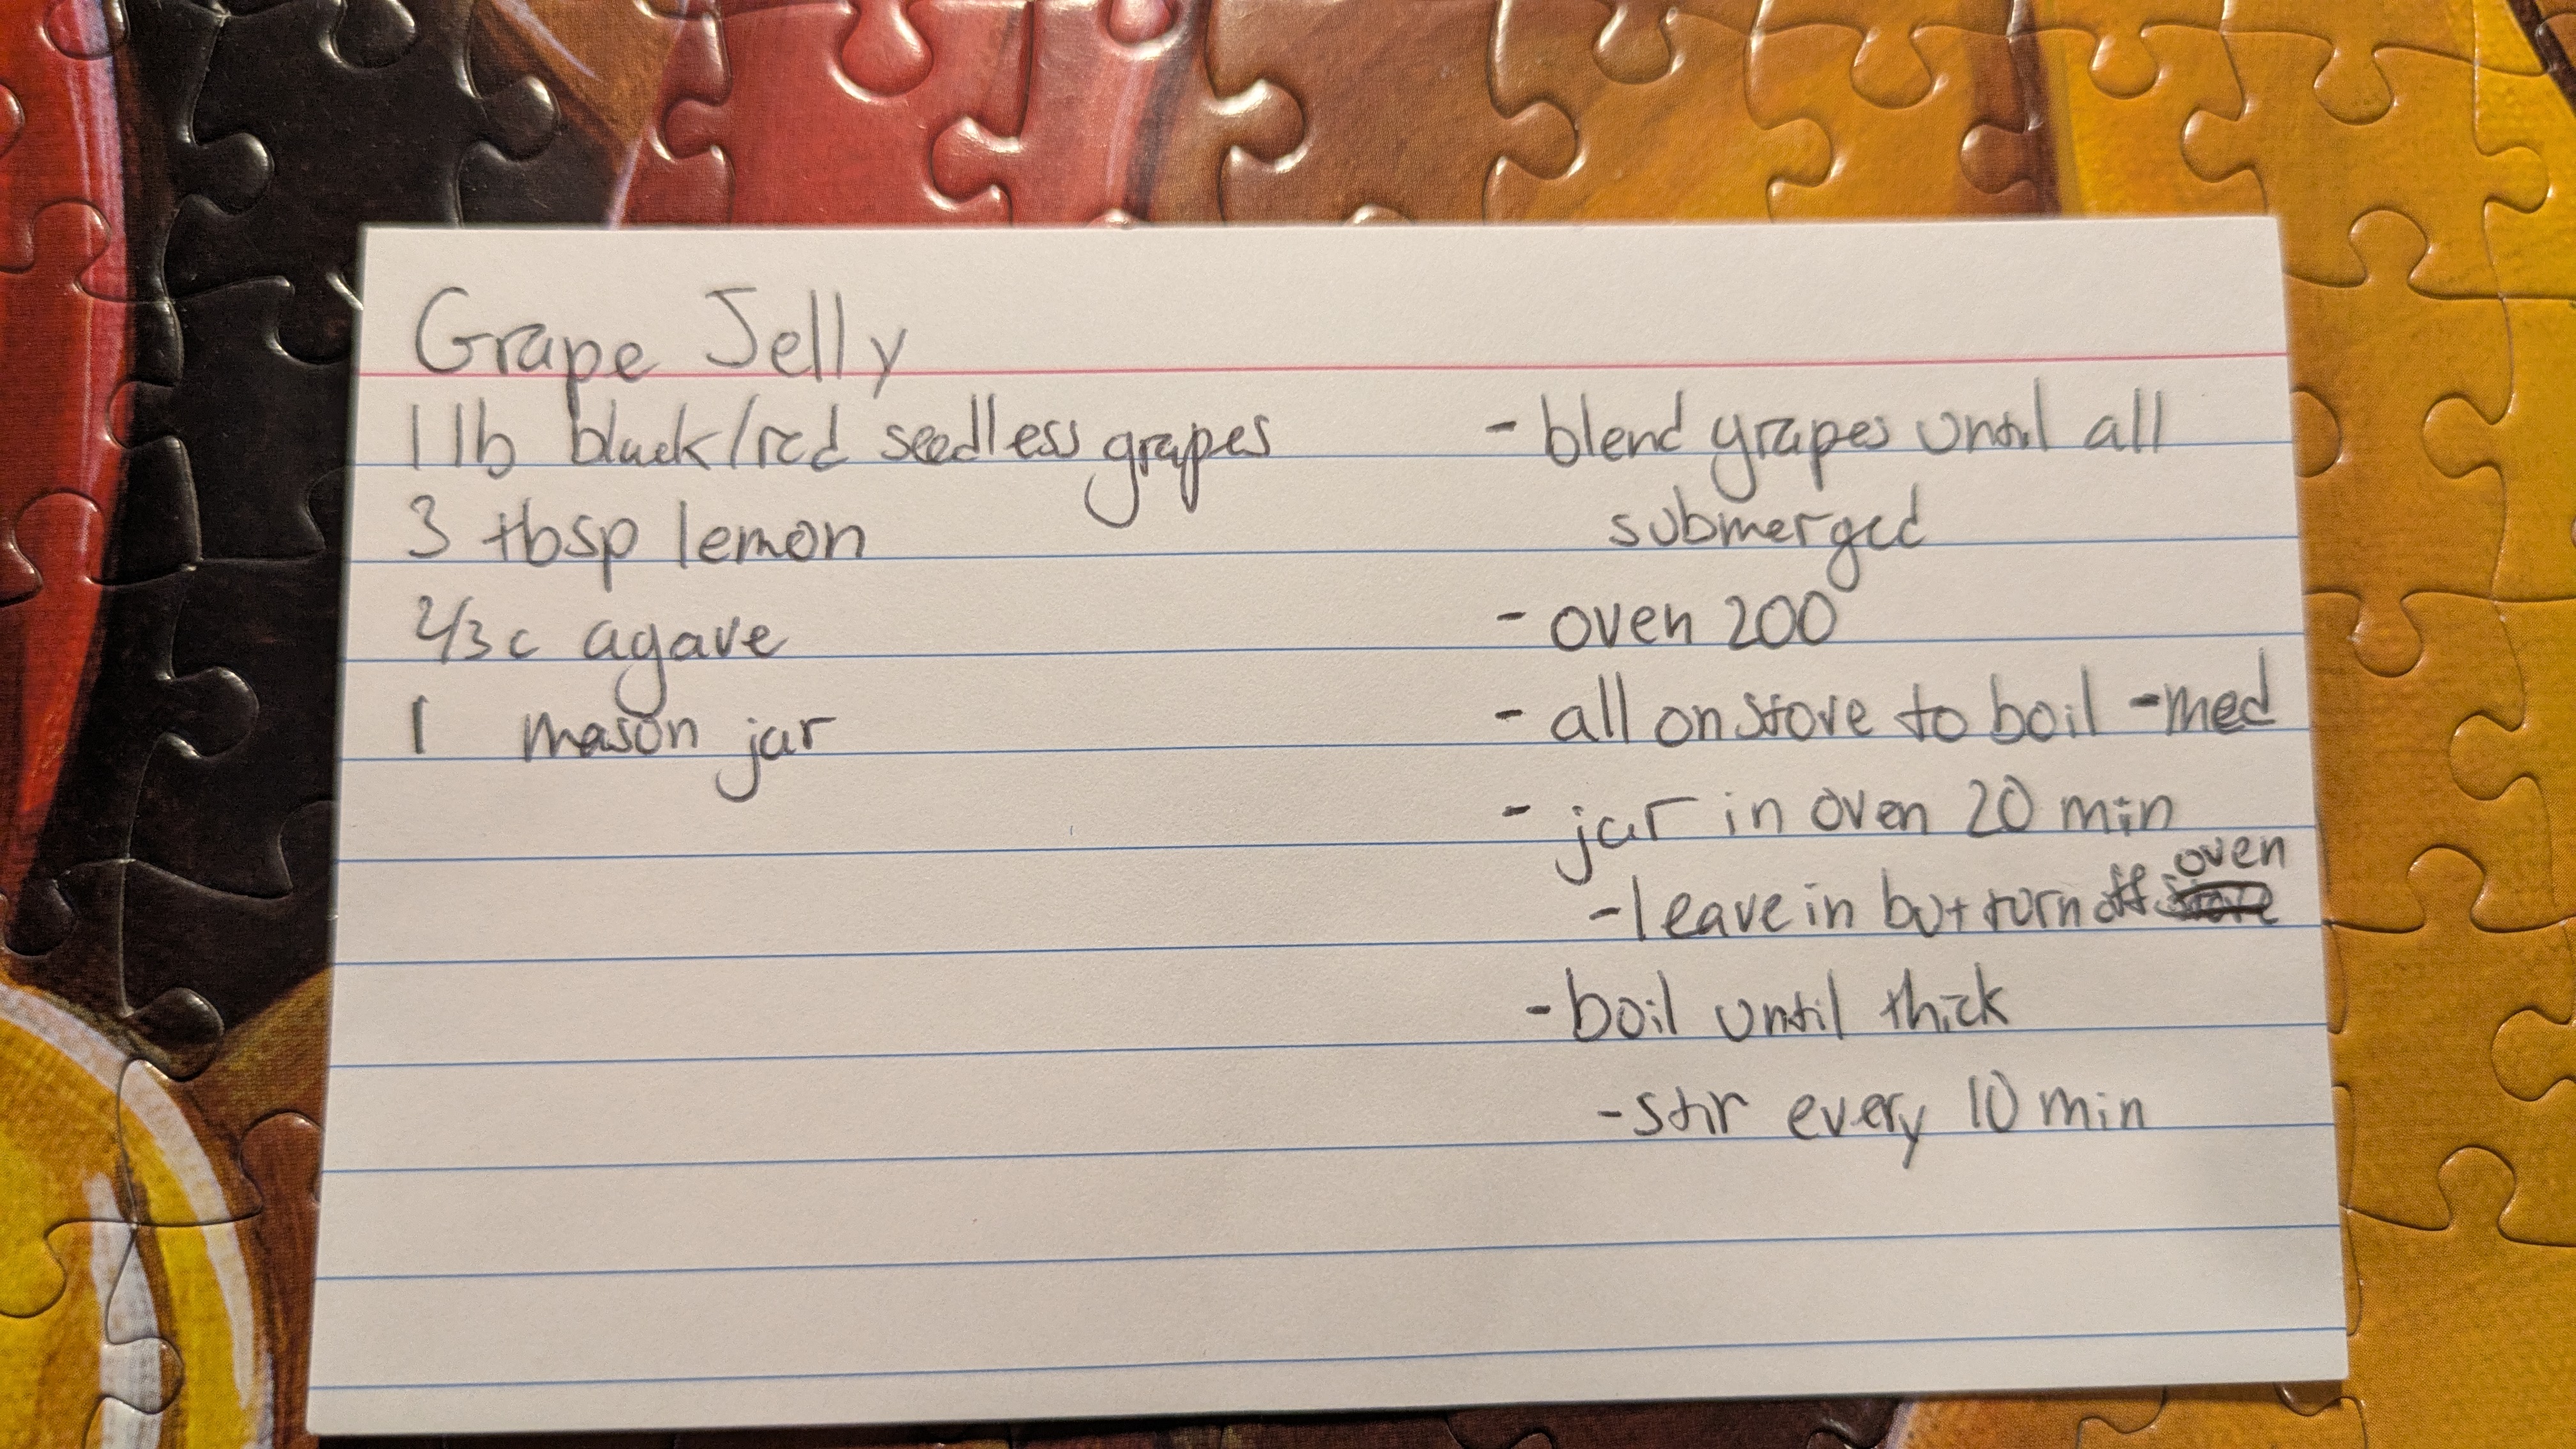 Grape Jelly
1 lb black/red seedless grapes
3 tbsp lemon
2/3 c agave
1 mason jar
- blend grapes until all
submerged
- oven 200
- all on stove to boil - med
- jar in oven 20 min
- leave in but turn off oven
- boil until thick
- stir every 10 min